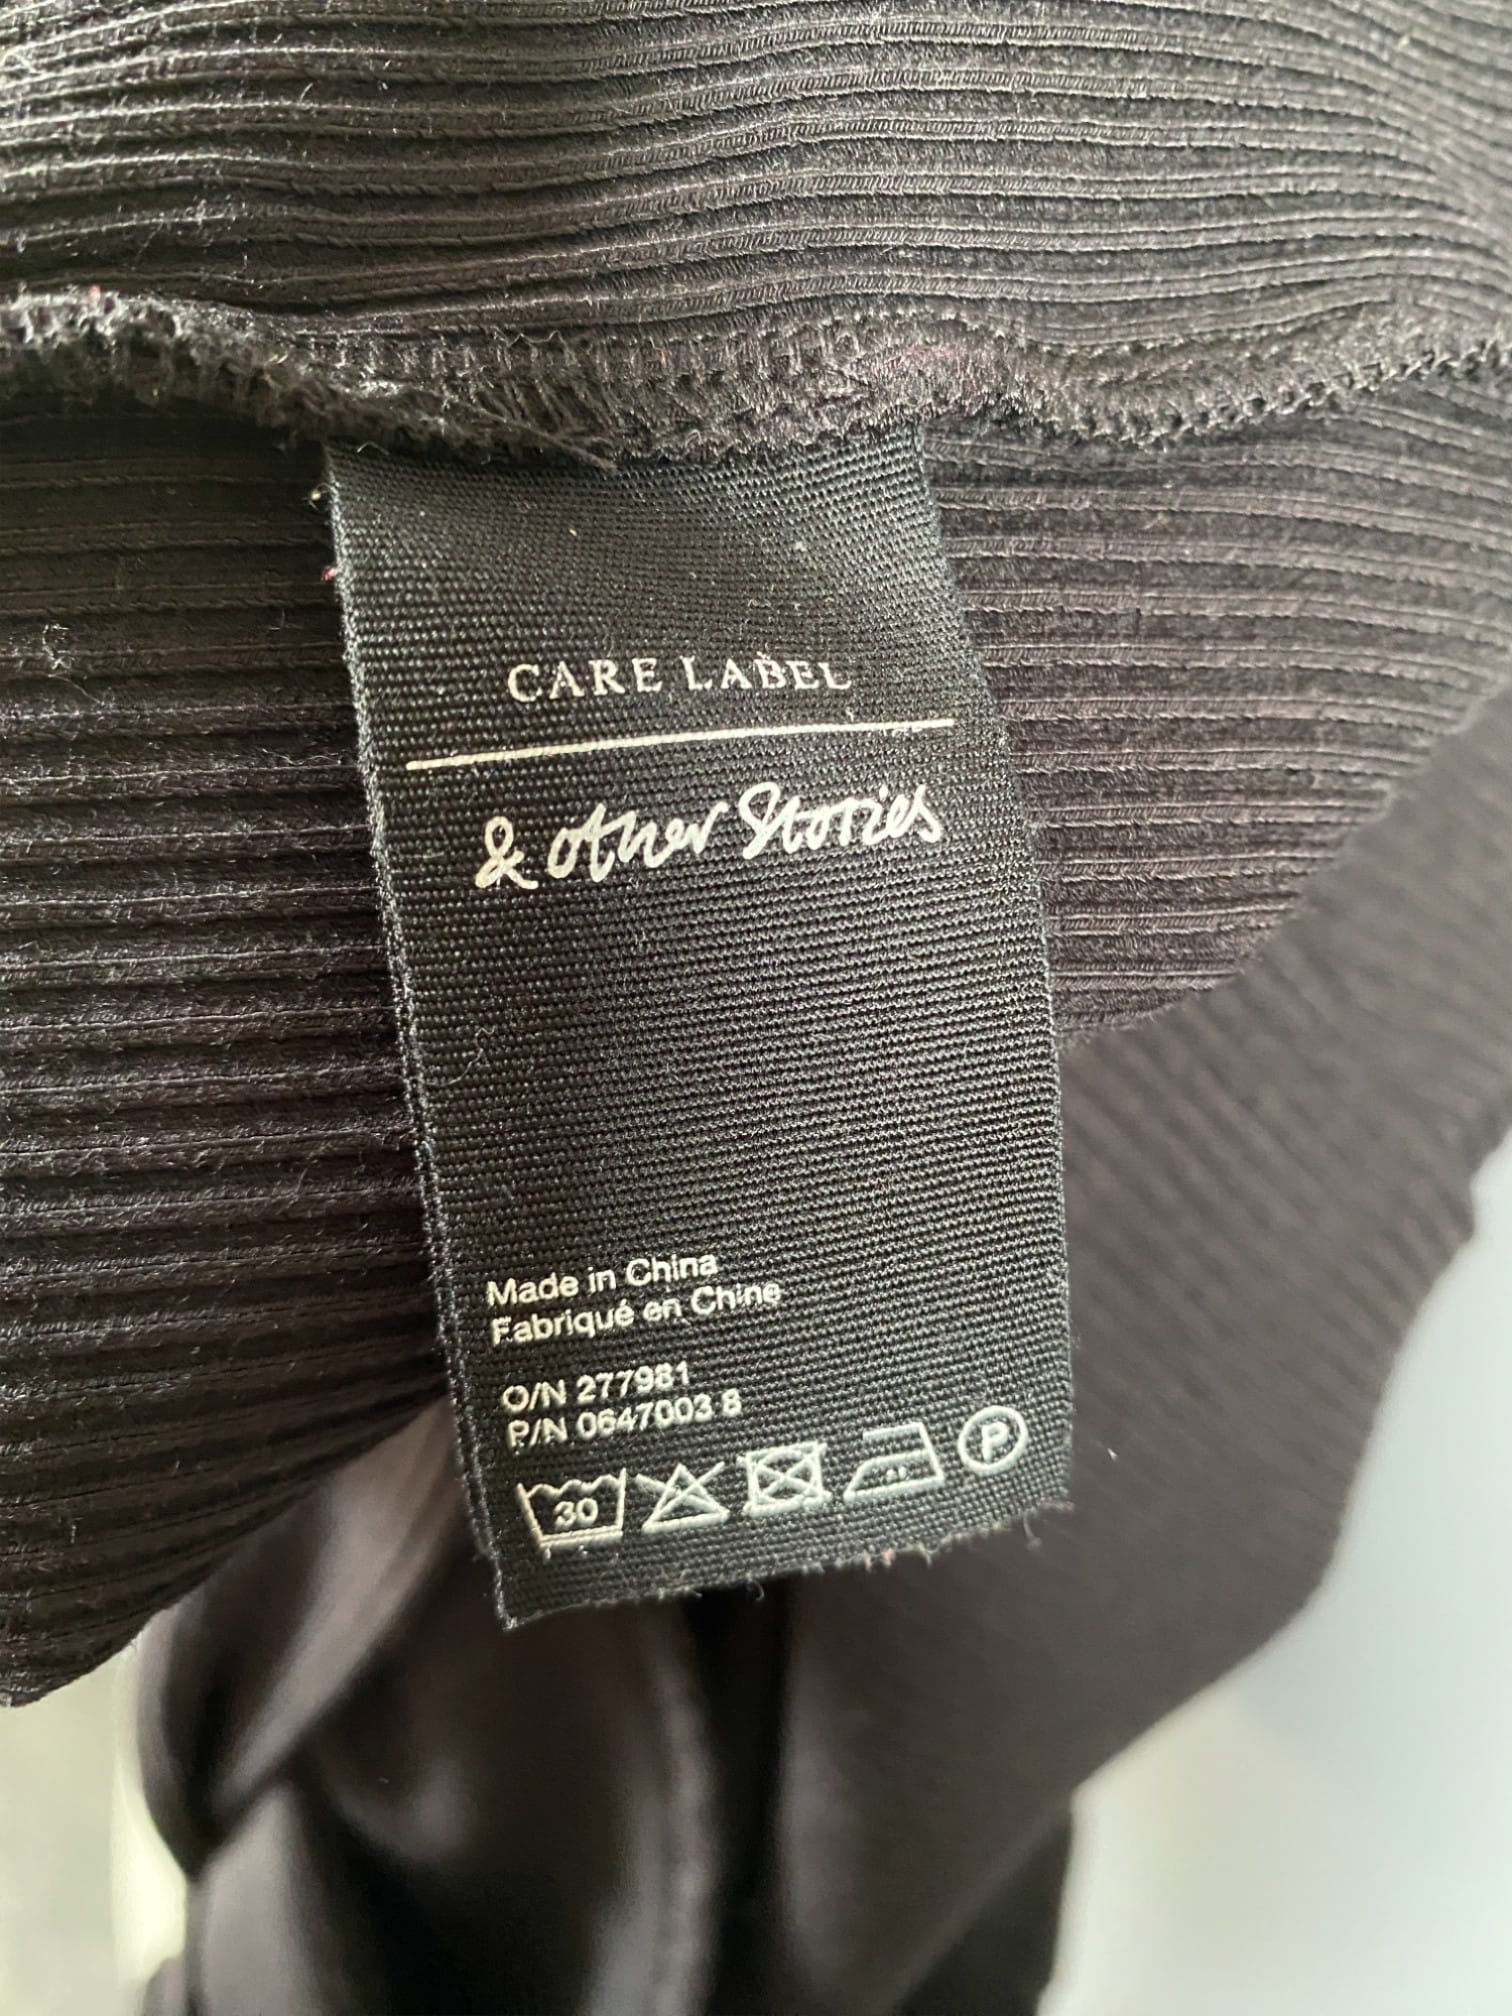 CARE LABEL
& Other Stories
Made in China
Fabriqué en Chine
O/N 277981
P/N 0647003 8
30
P